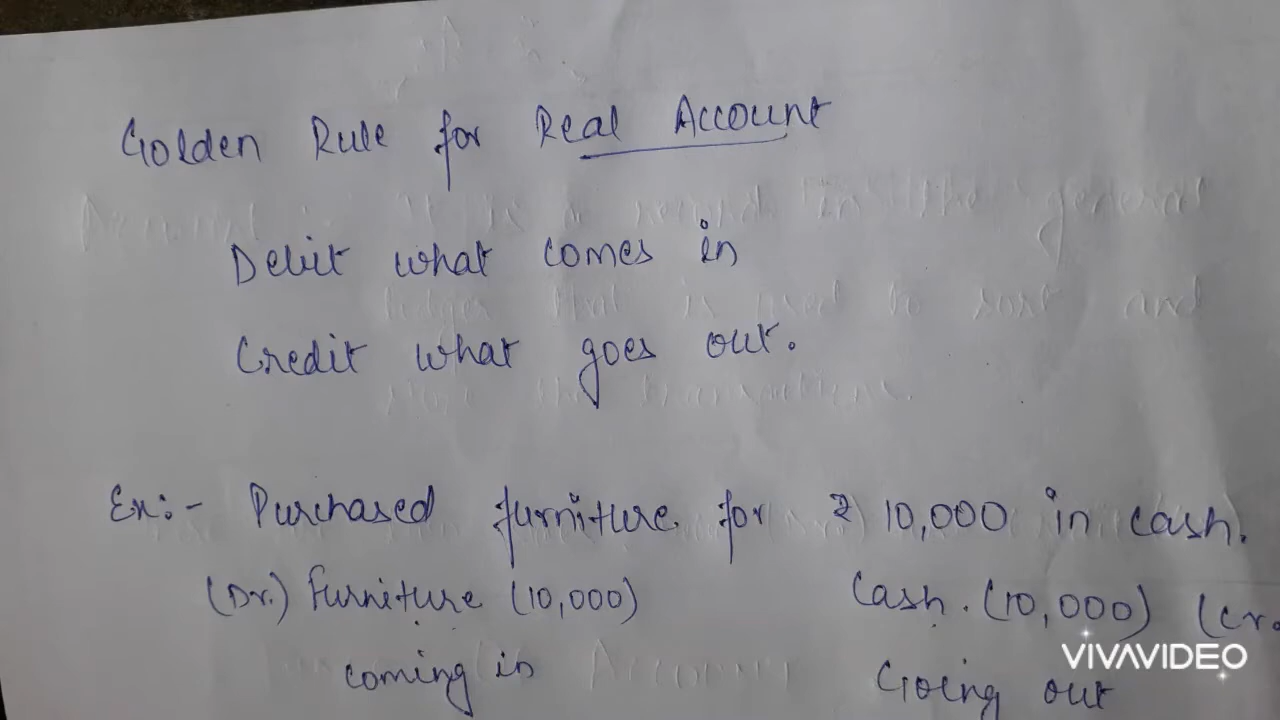 Golden Rule for Real Account
Debit what comes in
Credit what goes out.
Ex:- Purchased furniture for ₹ 10,000 in cash.
(Dr.) Furniture (10,000) Cash. (10,000) (Cr.
coming in Going out
VIVAVIDEO